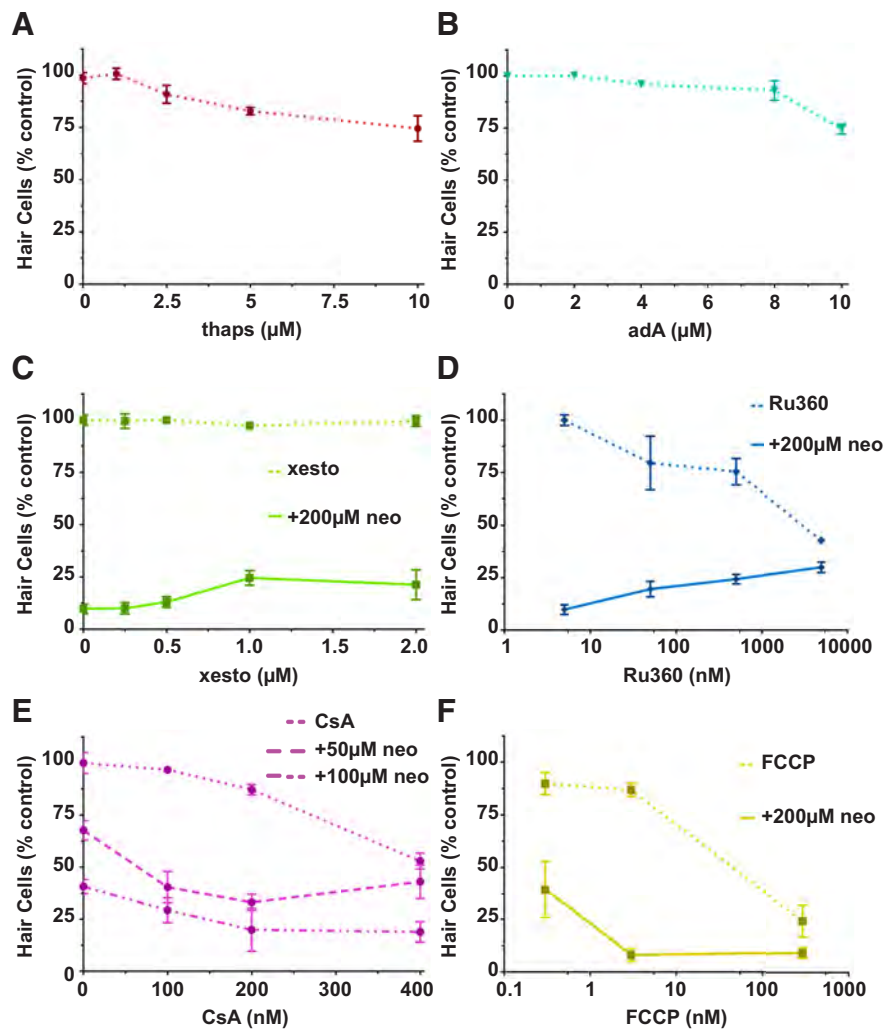 A
Hair Cells (% control)
100
75
50
25
0
0
2.5
5
7.5
10
thaps (µM)
B
Hair Cells (% control)
100
75
50
25
0
0
2
4
6
8
10
adA (µM)
C
Hair Cells (% control)
100
75
50
25
0
xesto
+200µM neo
0
0.5
1.0
1.5
2.0
xesto (µM)
D
Hair Cells (% control)
100
75
50
25
0
Ru360
+200µM neo
1
10
100
1000
10000
Ru360 (nM)
E
Hair Cells (% control)
100
75
50
25
0
CsA
+50µM neo
+100µM neo
0
100
200
300
400
CsA (nM)
F
Hair Cells (% control)
100
75
50
25
0
FCCP
+200µM neo
0.1
1
10
100
1000
FCCP (nM)